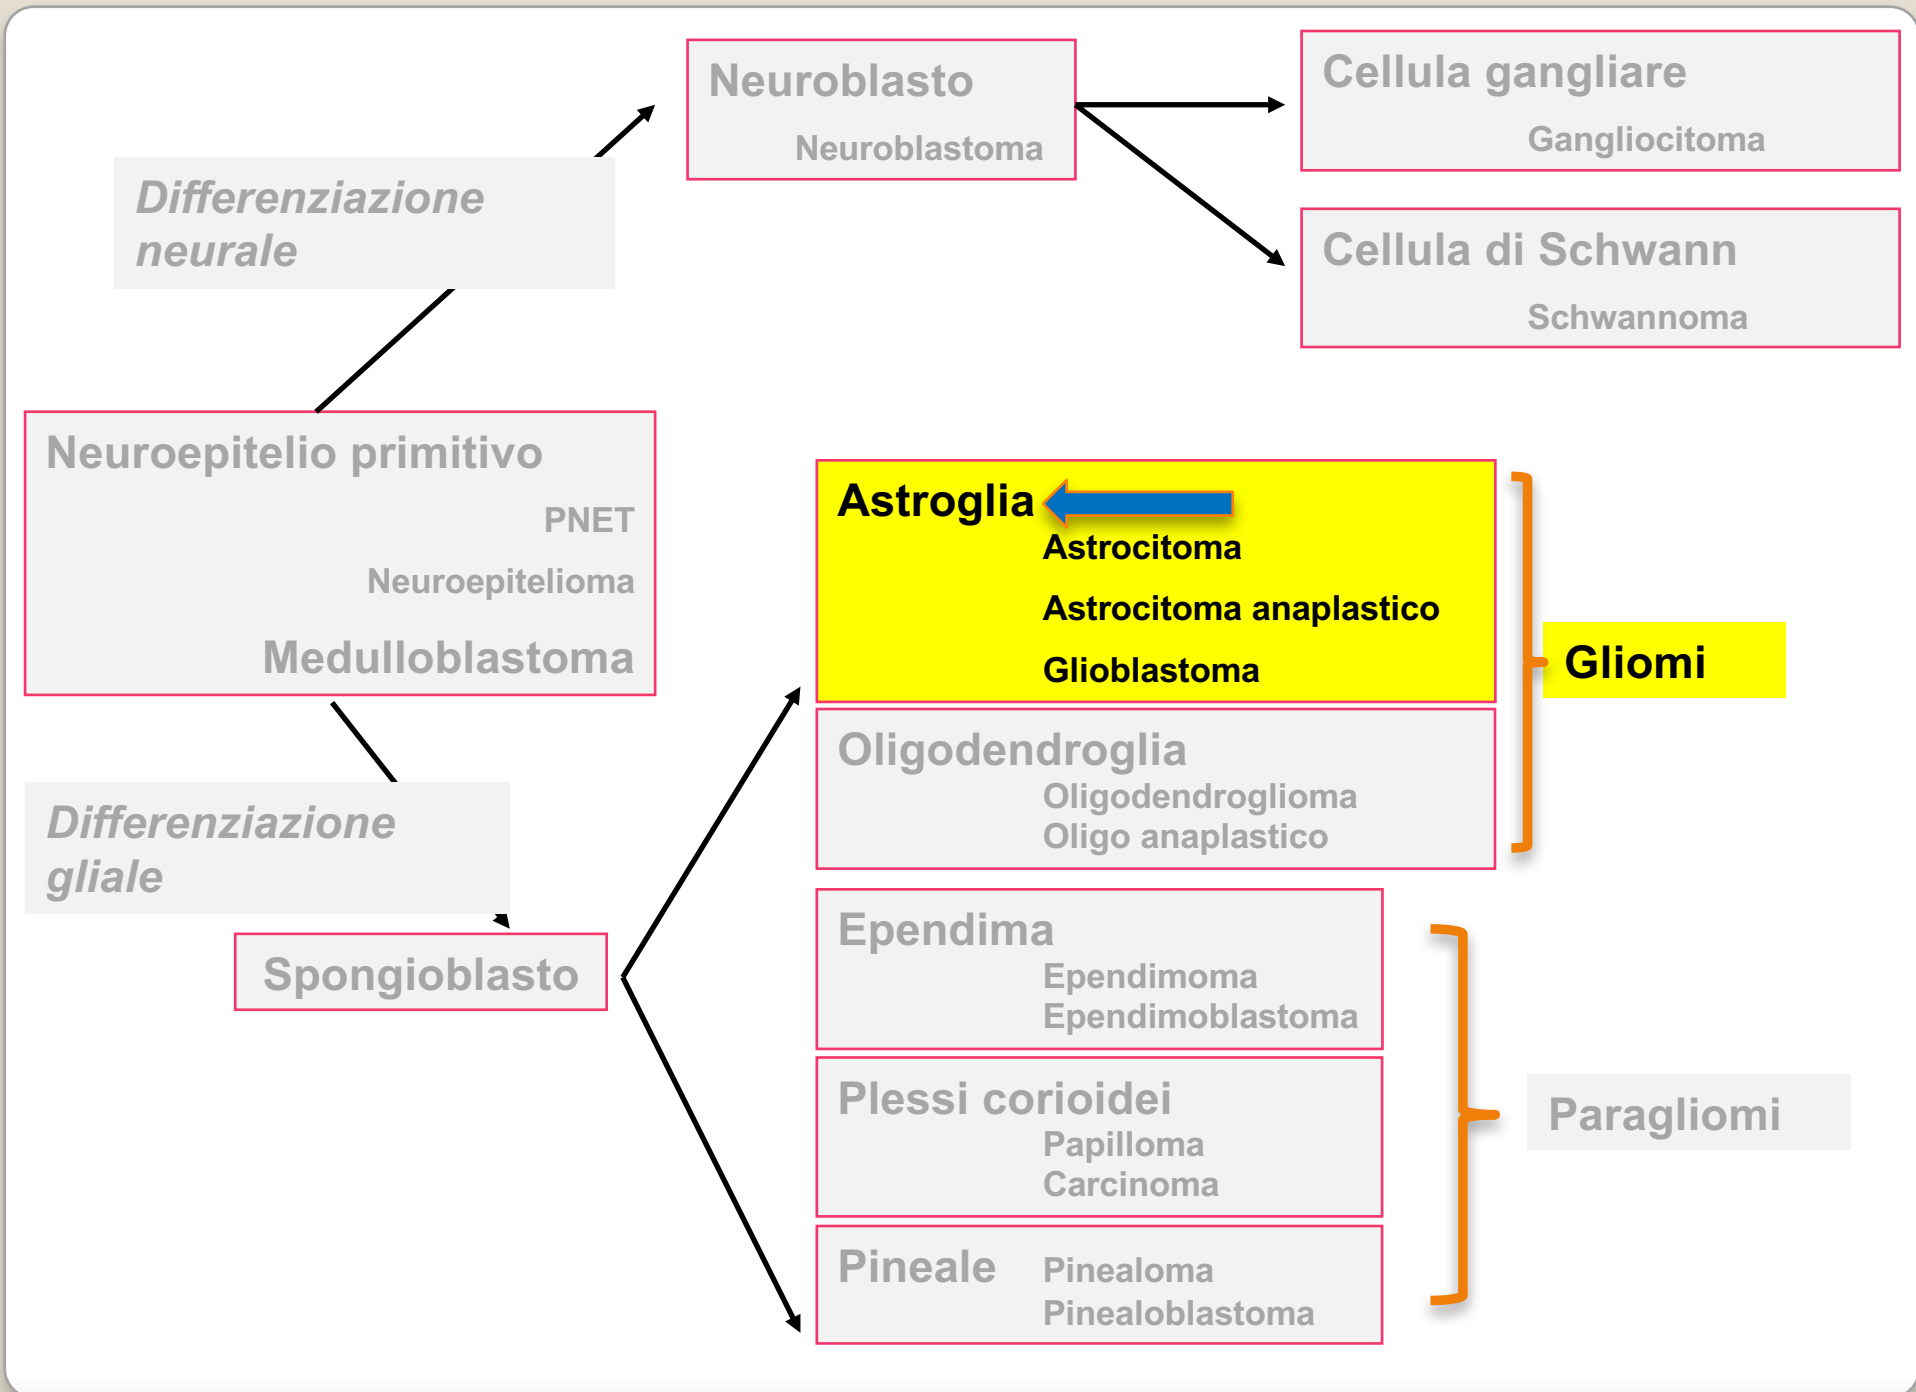 Neuroblasto
Neuroblastoma
Cellula gangliare
Gangliocitoma
Differenziazione
neurale
Cellula di Schwann
Schwannoma
Neuroepitelio primitivo
PNET
Neuroepitelioma
Medulloblastoma
Astroglia
Astrocitoma
Astrocitoma anaplastico
Glioblastoma
Gliomi
Oligodendroglia
Oligodendroglioma
Oligo anaplastico
Differenziazione
gliale
Spongioblasto
Ependima
Ependimoma
Ependimoblastoma
Plessi corioidei
Papilloma
Carcinoma
Paragliomi
Pineale Pinealoma
Pinealoblastoma